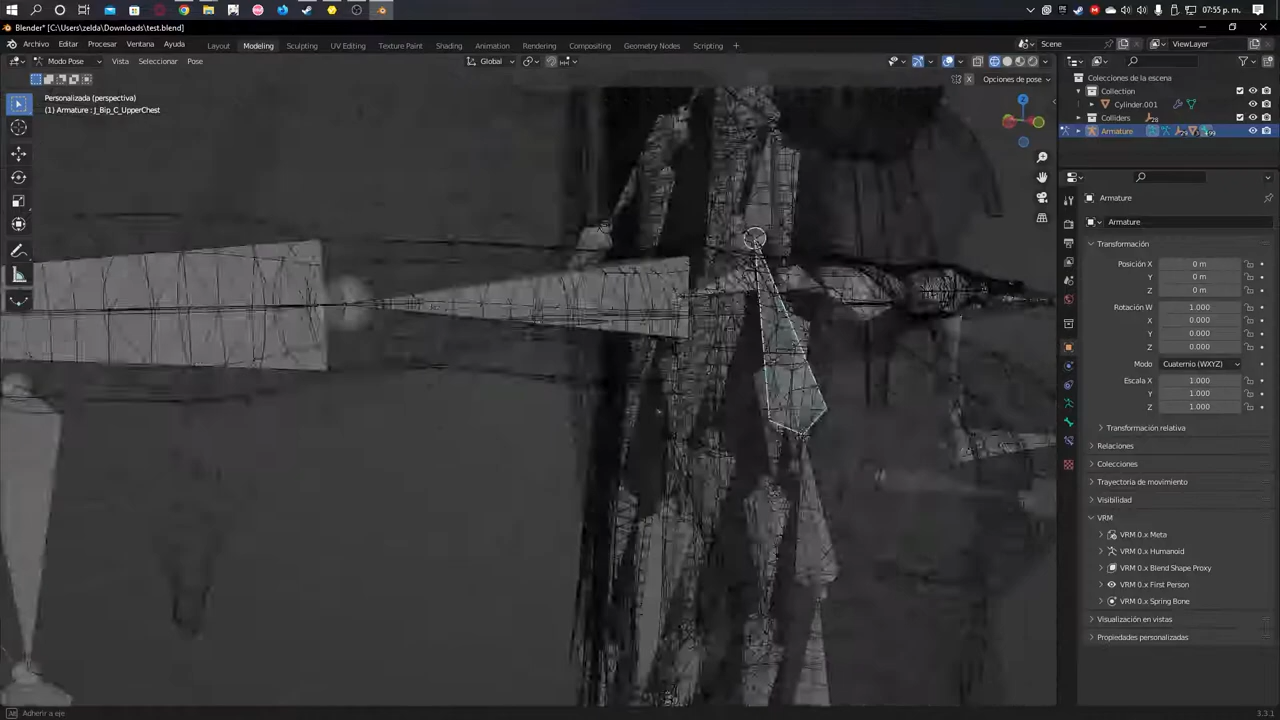 07:55 p. m.
Blender* [C:\Users\zelda\Downloads\test.blend]
Archivo Editar Procesar Ventana Ayuda
Layout Modeling Sculpting UV Editing Texture Paint Shading Animation Rendering Compositing Geometry Nodes Scripting +
Scene ViewLayer
Modo Pose Vista Seleccionar Pose Global
Opciones de pose
Personalizada (perspectiva)
(1) Armature : J_Bip_C_UpperChest
Colecciones de la escena
Collection
Cylinder.001
Colliders
Armature
Armature
Armature
Transformación
Posición X 0 m
Y 0 m
Z 0 m
Rotación W 1.000
X 0.000
Y 0.000
Z 0.000
Modo Cuaternio (WXYZ)
Escala X 1.000
Y 1.000
Z 1.000
Transformación relativa
Relaciones
Colecciones
Trayectoria de movimiento
Visibilidad
VRM
VRM 0.x Meta
VRM 0.x Humanoid
VRM 0.x Blend Shape Proxy
VRM 0.x First Person
VRM 0.x Spring Bone
Visualización en vistas
Propiedades personalizadas
Adherir a eje
3.3.1